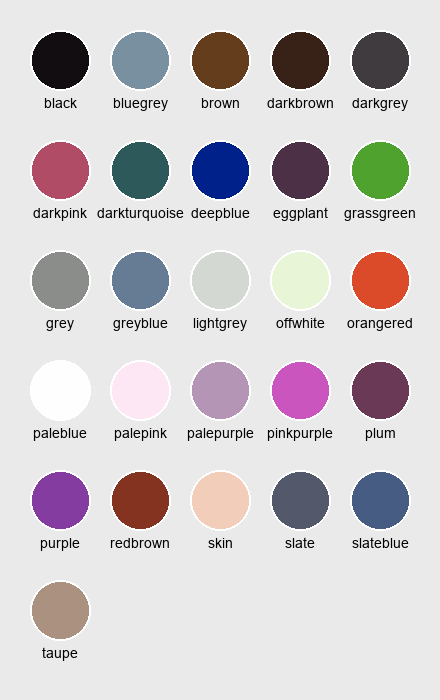 black bluegrey brown darkbrown darkgrey
darkpink darkturquoise deepblue eggplant grassgreen
grey greyblue lightgrey offwhite orangered
paleblue palepink palepurple pinkpurple plum
purple redbrown skin slate slateblue
taupe